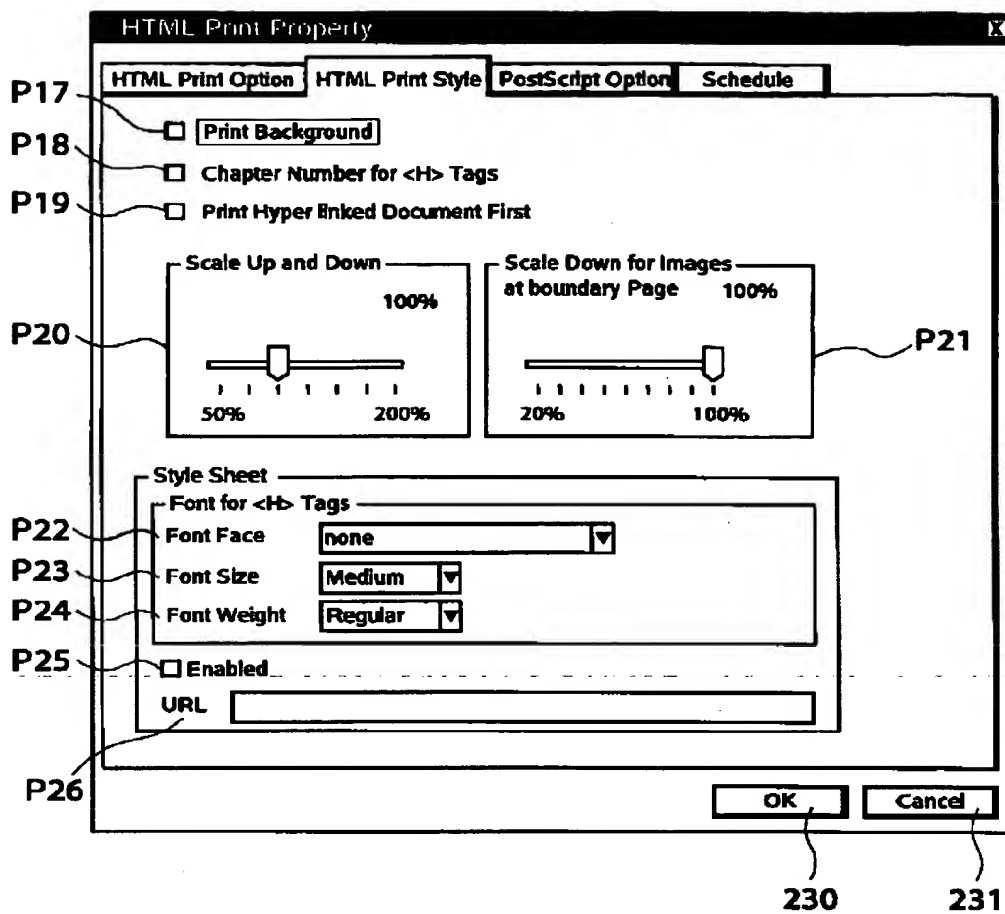 HTML Print Property X
HTML Print Option HTML Print Style PostScript Option Schedule
P17 Print Background
P18 Chapter Number for <H> Tags
P19 Print Hyper linked Document First
Scale Up and Down
100%
P20
50% 200%
Scale Down for Images
at boundary Page 100%
P21
20% 100%
Style Sheet
Font for <H> Tags
P22 Font Face none
P23 Font Size Medium
P24 Font Weight Regular
P25 Enabled
URL
P26
OK Cancel
230 231